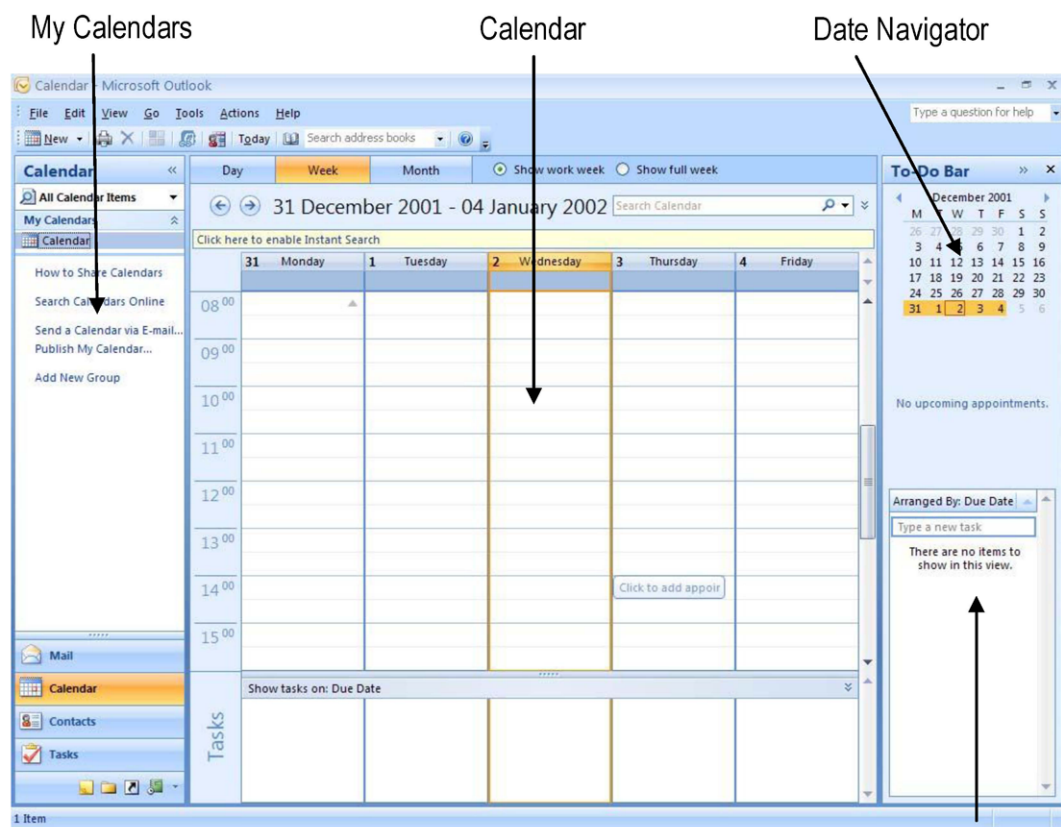 My Calendars
Calendar
Date Navigator
Calendar - Microsoft Outlook
File Edit View Go Tools Actions Help
Type a question for help
New Today Search address books
Calendar «
All Calendar Items
My Calendars
Calendar
How to Share Calendars
Search Calendars Online
Send a Calendar via E-mail...
Publish My Calendar...
Add New Group
Mail
Calendar
Contacts
Tasks
Day Week Month Show work week Show full week
31 December 2001 - 04 January 2002 Search Calendar
Click here to enable Instant Search
31 Monday 1 Tuesday 2 Wednesday 3 Thursday 4 Friday
08 00
09 00
10 00
11 00
12 00
13 00
14 00 Click to add appoir
15 00
Show tasks on: Due Date
Tasks
To-Do Bar »
December 2001
M T W T F S S
26 27 28 29 30 1 2
3 4 5 6 7 8 9
10 11 12 13 14 15 16
17 18 19 20 21 22 23
24 25 26 27 28 29 30
31 1 2 3 4 5 6
No upcoming appointments.
Arranged By: Due Date
Type a new task
There are no items to
show in this view.
1 Item